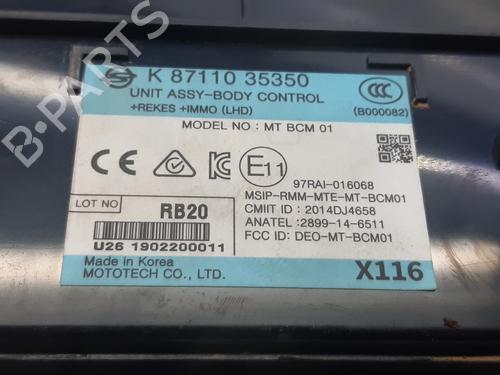 B-PARTS
K 87110 35350
UNIT ASSY-BODY CONTROL
+REKES +IMMO (LHD)
(B000082)
MODEL NO : MT BCM 01
CE
E11
97RAI-016068
MSIP-RMM-MTE-MT-BCM01
CMIIT ID : 2014DJ4658
ANATEL : 2899-14-6511
FCC ID: DEO-MT-BCM01
LOT NO
RB20
U26 1902200011
Made in Korea
MOTOTECH CO., LTD.
X116